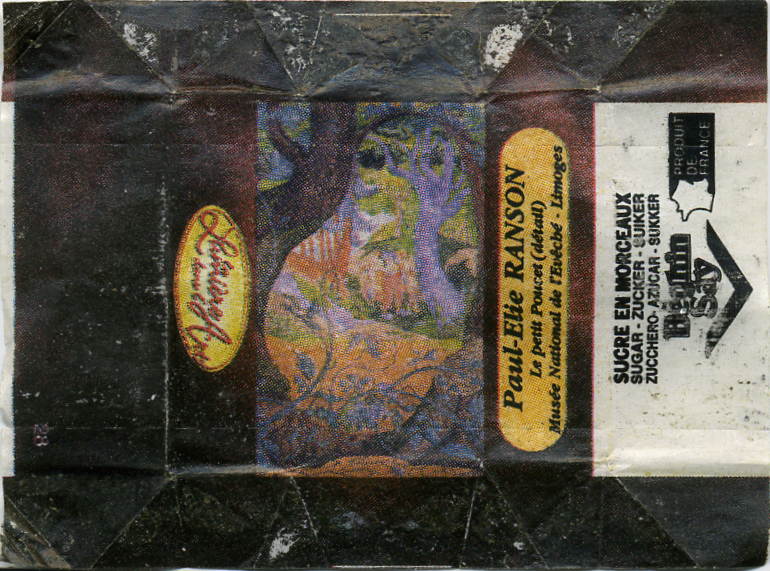 Paul-Elie RANSON
Le petit Poucet (détail)
Musée National de l'Evêché - Limoges
SUCRE EN MORCEAUX
SUGAR - ZUCKER - SUIKER
ZUCCHERO - AZUCAR - SUKKER
Béghin
Say
PRODUIT
DE
FRANCE
28